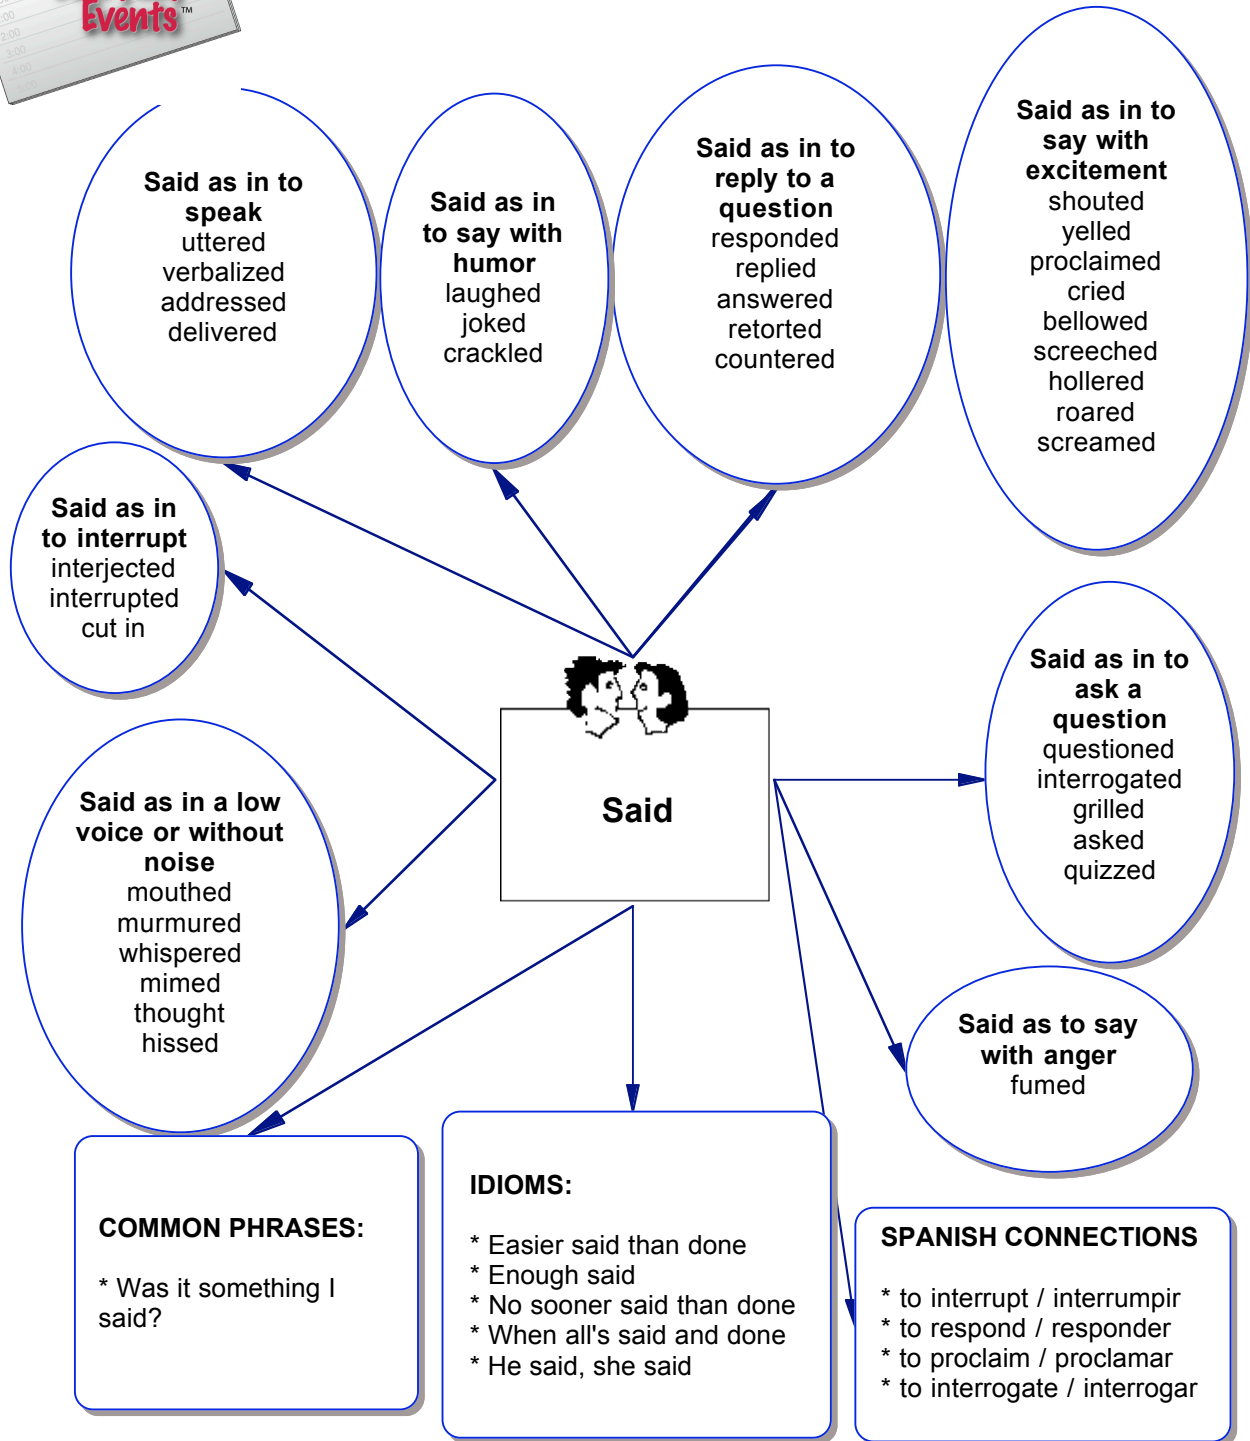 Events™
2:00
3:00
4:00
Said as in to
speak
uttered
verbalized
addressed
delivered
Said as in
to say with
humor
laughed
joked
crackled
Said as in to
reply to a
question
responded
replied
answered
retorted
countered
Said as in to
say with
excitement
shouted
yelled
proclaimed
cried
bellowed
screeched
hollered
roared
screamed
Said as in
to interrupt
interjected
interrupted
cut in
Said as in to
ask a
question
questioned
interrogated
grilled
asked
quizzed
Said
Said as in a low
voice or without
noise
mouthed
murmured
whispered
mimed
thought
hissed
Said as to say
with anger
fumed
COMMON PHRASES:
* Was it something I
said?
IDIOMS:
* Easier said than done
* Enough said
* No sooner said than done
* When all's said and done
* He said, she said
SPANISH CONNECTIONS
* to interrupt / interrumpir
* to respond / responder
* to proclaim / proclamar
* to interrogate / interrogar